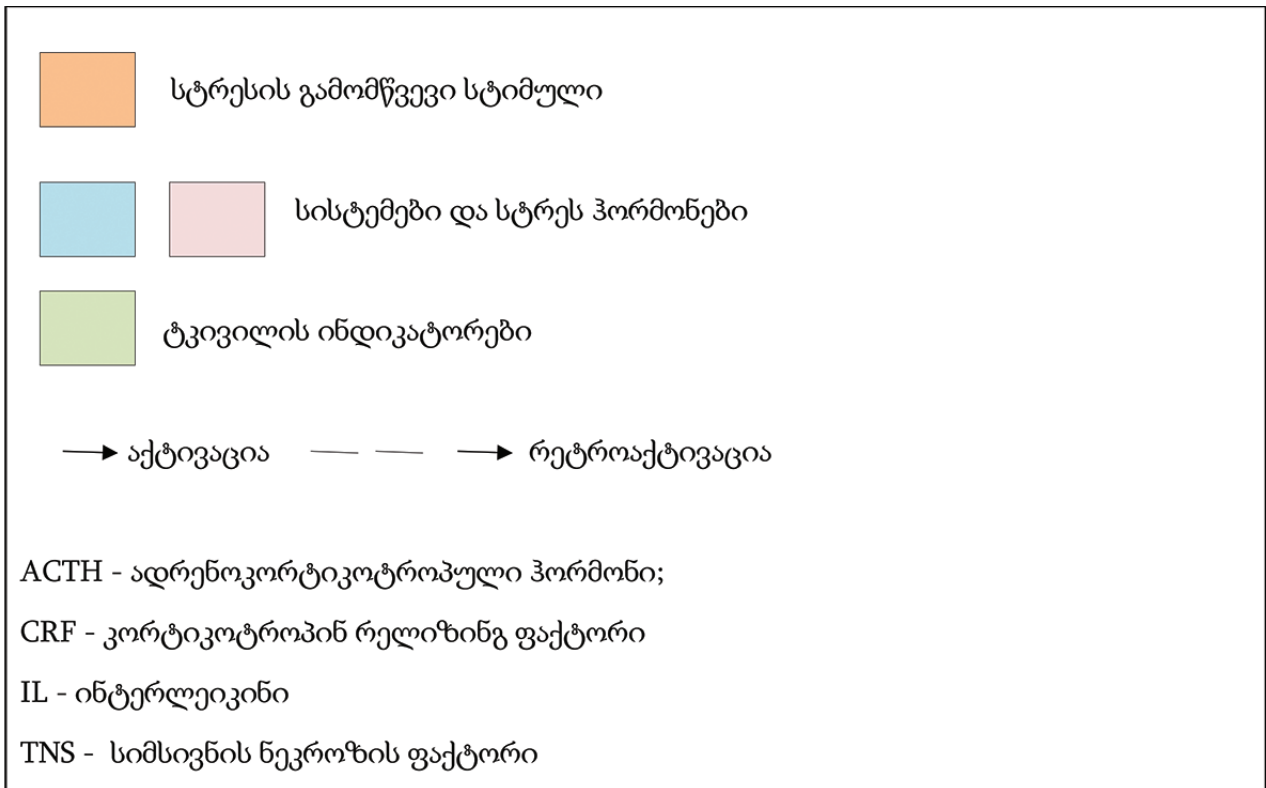 სტრესის გამომწვევი სტიმული
სისტემები და სტრეს ჰორმონები
ტკივილის ინდიკატორები
აქტივაცია რეტროაქტივაცია
ACTH - ადრენოკორტიკოტროპული ჰორმონი;
CRF - კორტიკოტროპინ რელიზინგ ფაქტორი
IL - ინტერლეიკინი
TNS - სიმსივნის ნეკროზის ფაქტორი